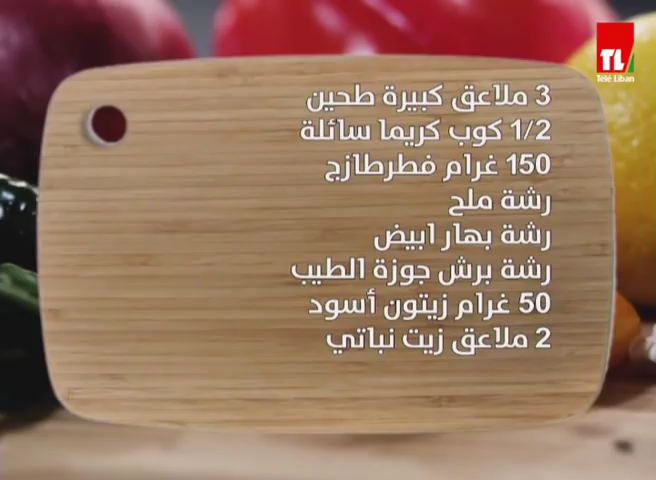 3 ملاعق كبيرة طحين
1/2 كوب كريما سائلة
150 غرام فطرطازج
رشة ملح
رشة بهار ابيض
رشة برش جوزة الطيب
50 غرام زيتون أسود
2 ملاعق زيت نباتي
TL
Télé Liban